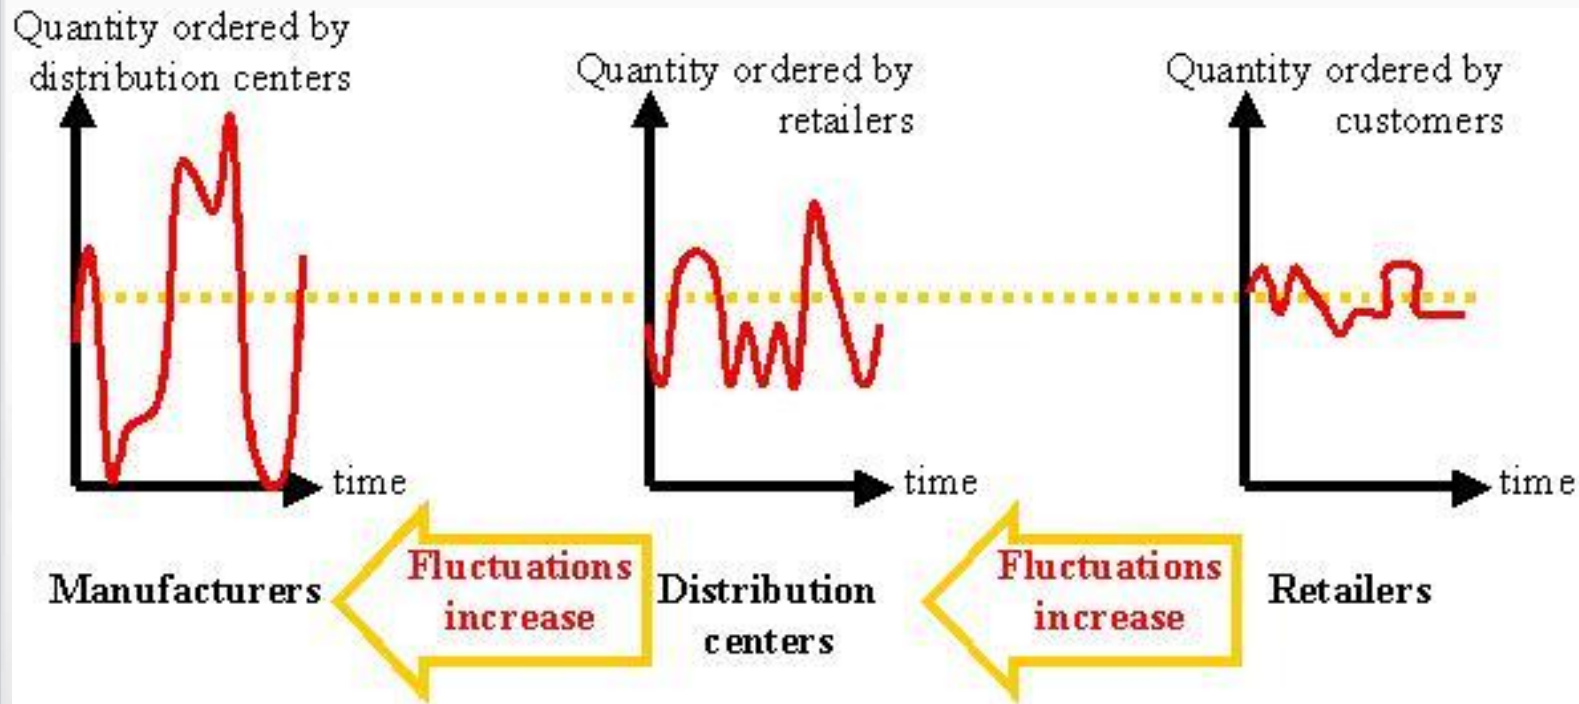 Quantity ordered by
distribution centers
Quantity ordered by
retailers
Quantity ordered by
customers
time
time
time
Manufacturers
Fluctuations
increase
Distribution
centers
Fluctuations
increase
Retailers